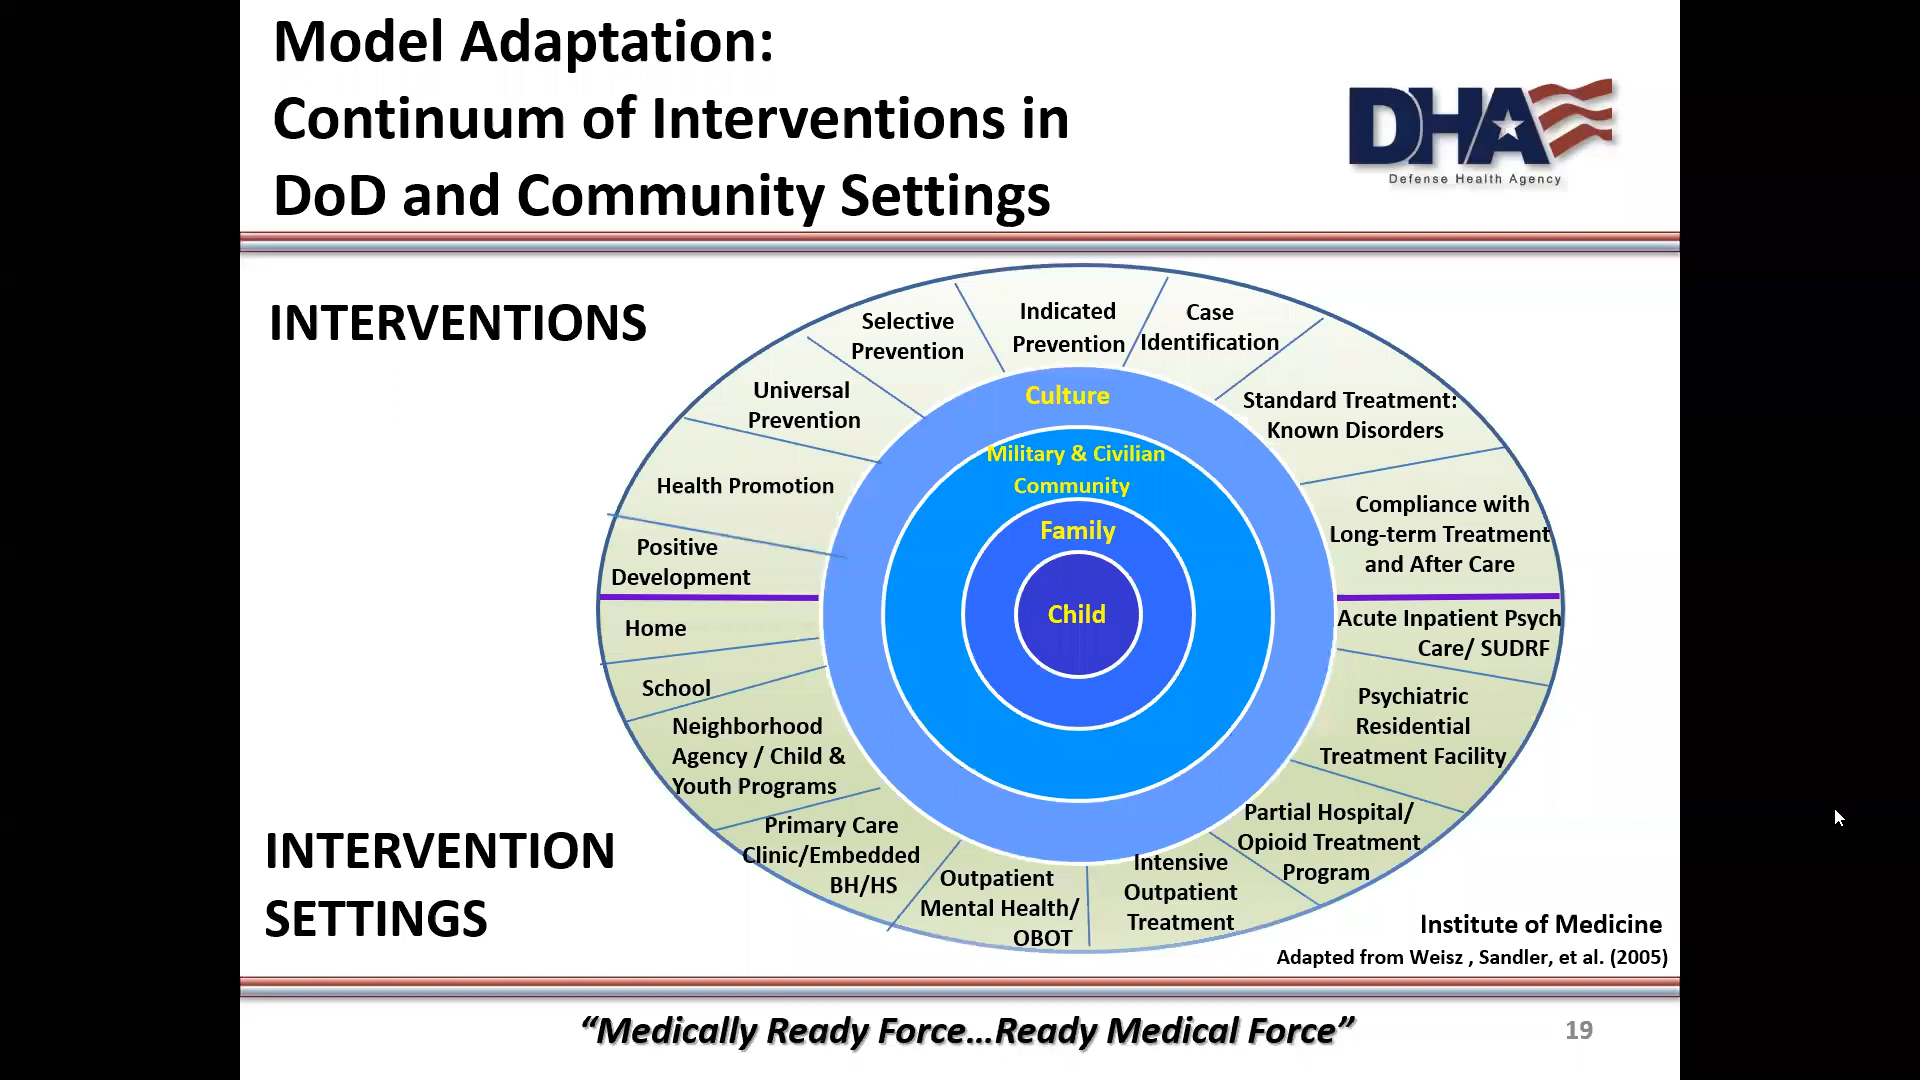 Model Adaptation:
Continuum of Interventions in
DoD and Community Settings
DHA
Defense Health Agency
INTERVENTIONS
Positive
Development
Health Promotion
Universal
Prevention
Selective
Prevention
Indicated
Prevention
Case
Identification
Standard Treatment:
Known Disorders
Compliance with
Long-term Treatment
and After Care
Culture
Military & Civilian
Community
Family
Child
INTERVENTION
SETTINGS
Home
School
Neighborhood
Agency / Child &
Youth Programs
Primary Care
Clinic/Embedded
BH/HS
Outpatient
Mental Health/
OBOT
Intensive
Outpatient
Treatment
Partial Hospital/
Opioid Treatment
Program
Psychiatric
Residential
Treatment Facility
Acute Inpatient Psych
Care/ SUDRF
Institute of Medicine
Adapted from Weisz , Sandler, et al. (2005)
“Medically Ready Force…Ready Medical Force”
19